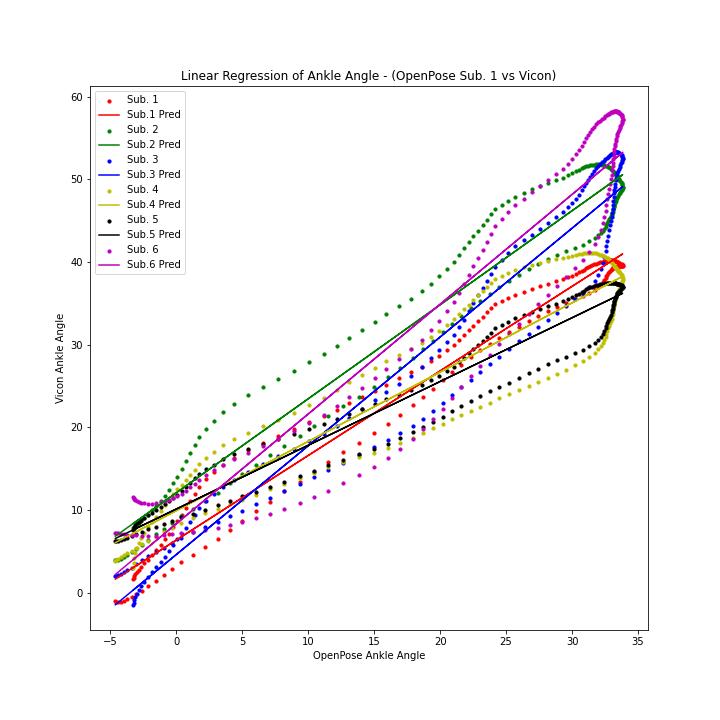 Linear Regression of Ankle Angle - (OpenPose Sub. 1 vs Vicon)
Sub. 1
Sub.1 Pred
Sub. 2
Sub.2 Pred
Sub. 3
Sub.3 Pred
Sub. 4
Sub.4 Pred
Sub. 5
Sub.5 Pred
Sub. 6
Sub.6 Pred
Vicon Ankle Angle
60
50
40
30
20
10
0
−5 0 5 10 15 20 25 30 35
OpenPose Ankle Angle